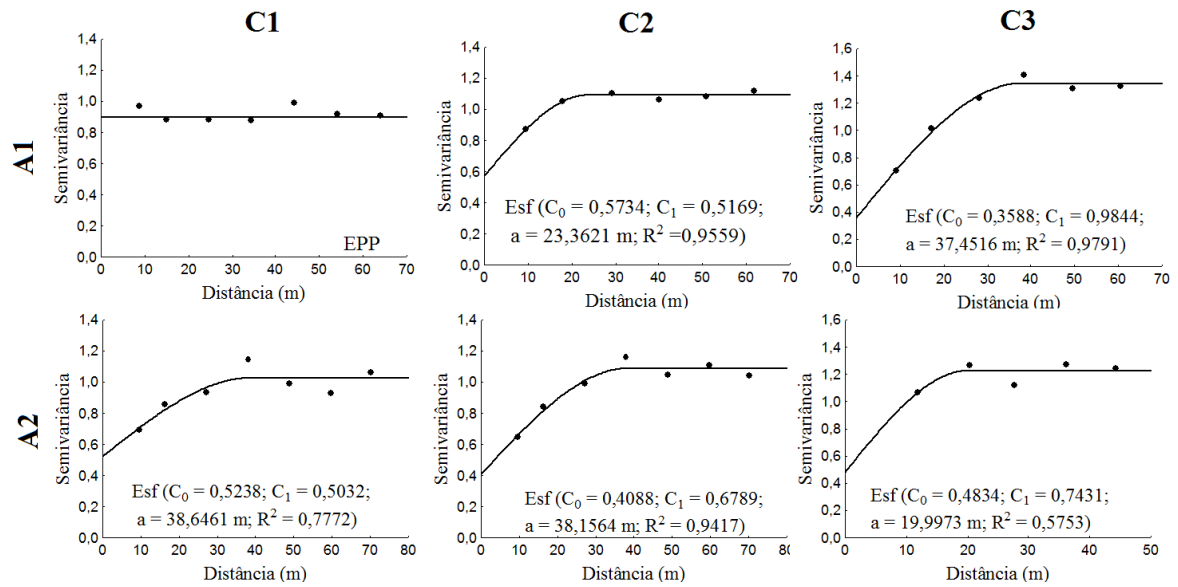 C1
C2
C3
A1
1,4
1,2
1,0
0,8
0,6
0,4
0,2
0,0
Semivariância
EPP
0 10 20 30 40 50 60 70
Distância (m)
1,4
1,2
1,0
0,8
0,6
0,4
0,2
0,0
Semivariância
Esf (C0 = 0,5734; C1 = 0,5169;
a = 23,3621 m; R2 =0,9559)
0 10 20 30 40 50 60 70
Distância (m)
1,6
1,4
1,2
1,0
0,8
0,6
0,4
0,2
0,0
Semivariância
Esf (C0 = 0,3588; C1 = 0,9844;
a = 37,4516 m; R2 = 0,9791)
0 10 20 30 40 50 60 70
Distância (m)
A2
1,4
1,2
1,0
0,8
0,6
0,4
0,2
0,0
Semivariância
Esf (C0 = 0,5238; C1 = 0,5032;
a = 38,6461 m; R2 = 0,7772)
0 10 20 30 40 50 60 70 80
Distância (m)
1,4
1,2
1,0
0,8
0,6
0,4
0,2
0,0
Semivariância
Esf (C0 = 0,4088; C1 = 0,6789;
a = 38,1564 m; R2 = 0,9417)
0 10 20 30 40 50 60 70 80
Distância (m)
1,6
1,4
1,2
1,0
0,8
0,6
0,4
0,2
0,0
Semivariância
Esf (C0 = 0,4834; C1 = 0,7431;
a = 19,9973 m; R2 = 0,5753)
0 10 20 30 40 50
Distância (m)